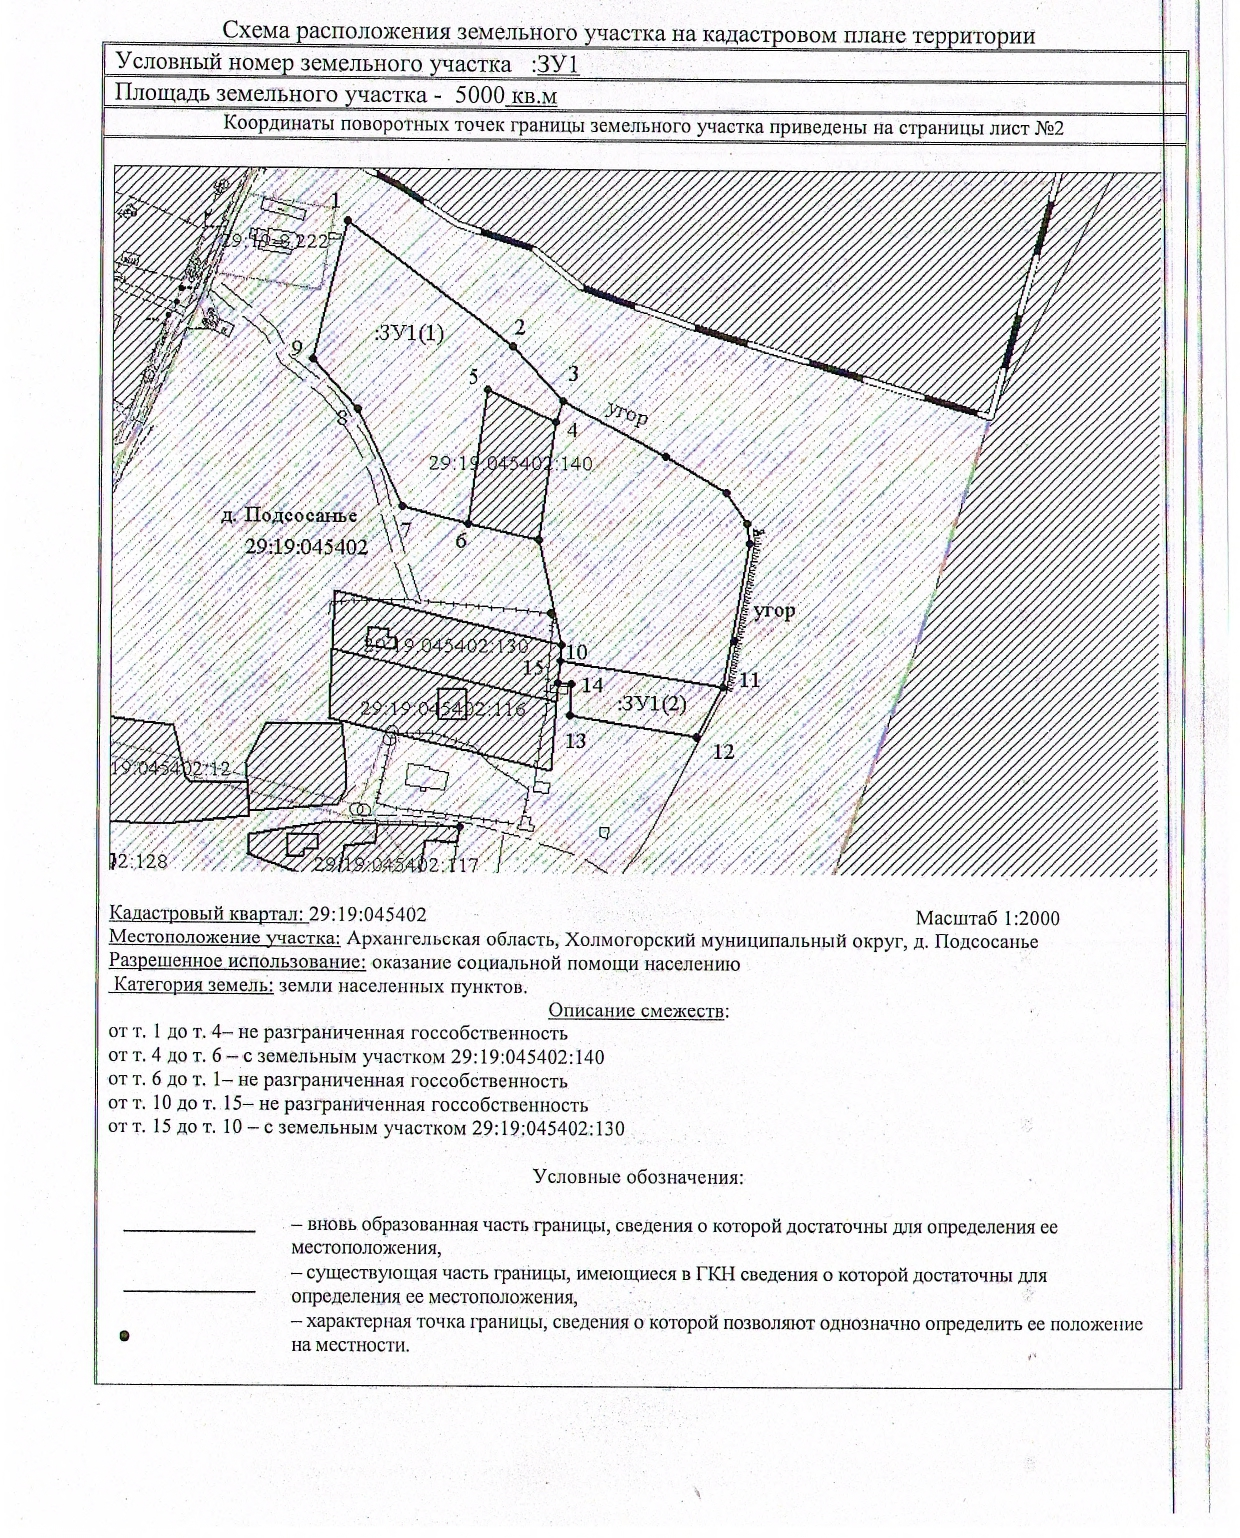 Схема расположения земельного участка на кадастровом плане территории
Условный номер земельного участка :ЗУ1
Площадь земельного участка - 5000 кв.м
Координаты поворотных точек границы земельного участка приведены на страницы лист №2
1
:ЗУ1(1)
2
9
3
5
угор
8
4
29:19:045402:140
д. Подсосанье
7
6
29:19:045402
угор
29:19:045402:130
10
15
11
14
:ЗУ1(2)
29:19:045402:116
13
12
19:045402:12
02:128
29:19:045402:117
Кадастровый квартал: 29:19:045402
Масштаб 1:2000
Местоположение участка: Архангельская область, Холмогорский муниципальный округ, д. Подсосанье
Разрешенное использование: оказание социальной помощи населению
Категория земель: земли населенных пунктов.
Описание смежеств:
от т. 1 до т. 4– не разграниченная госсобственность
от т. 4 до т. 6 – с земельным участком 29:19:045402:140
от т. 6 до т. 1– не разграниченная госсобственность
от т. 10 до т. 15– не разграниченная госсобственность
от т. 15 до т. 10 – с земельным участком 29:19:045402:130
Условные обозначения:
– вновь образованная часть границы, сведения о которой достаточны для определения ее
местоположения,
– существующая часть границы, имеющиеся в ГКН сведения о которой достаточны для
определения ее местоположения,
– характерная точка границы, сведения о которой позволяют однозначно определить ее положение
на местности.